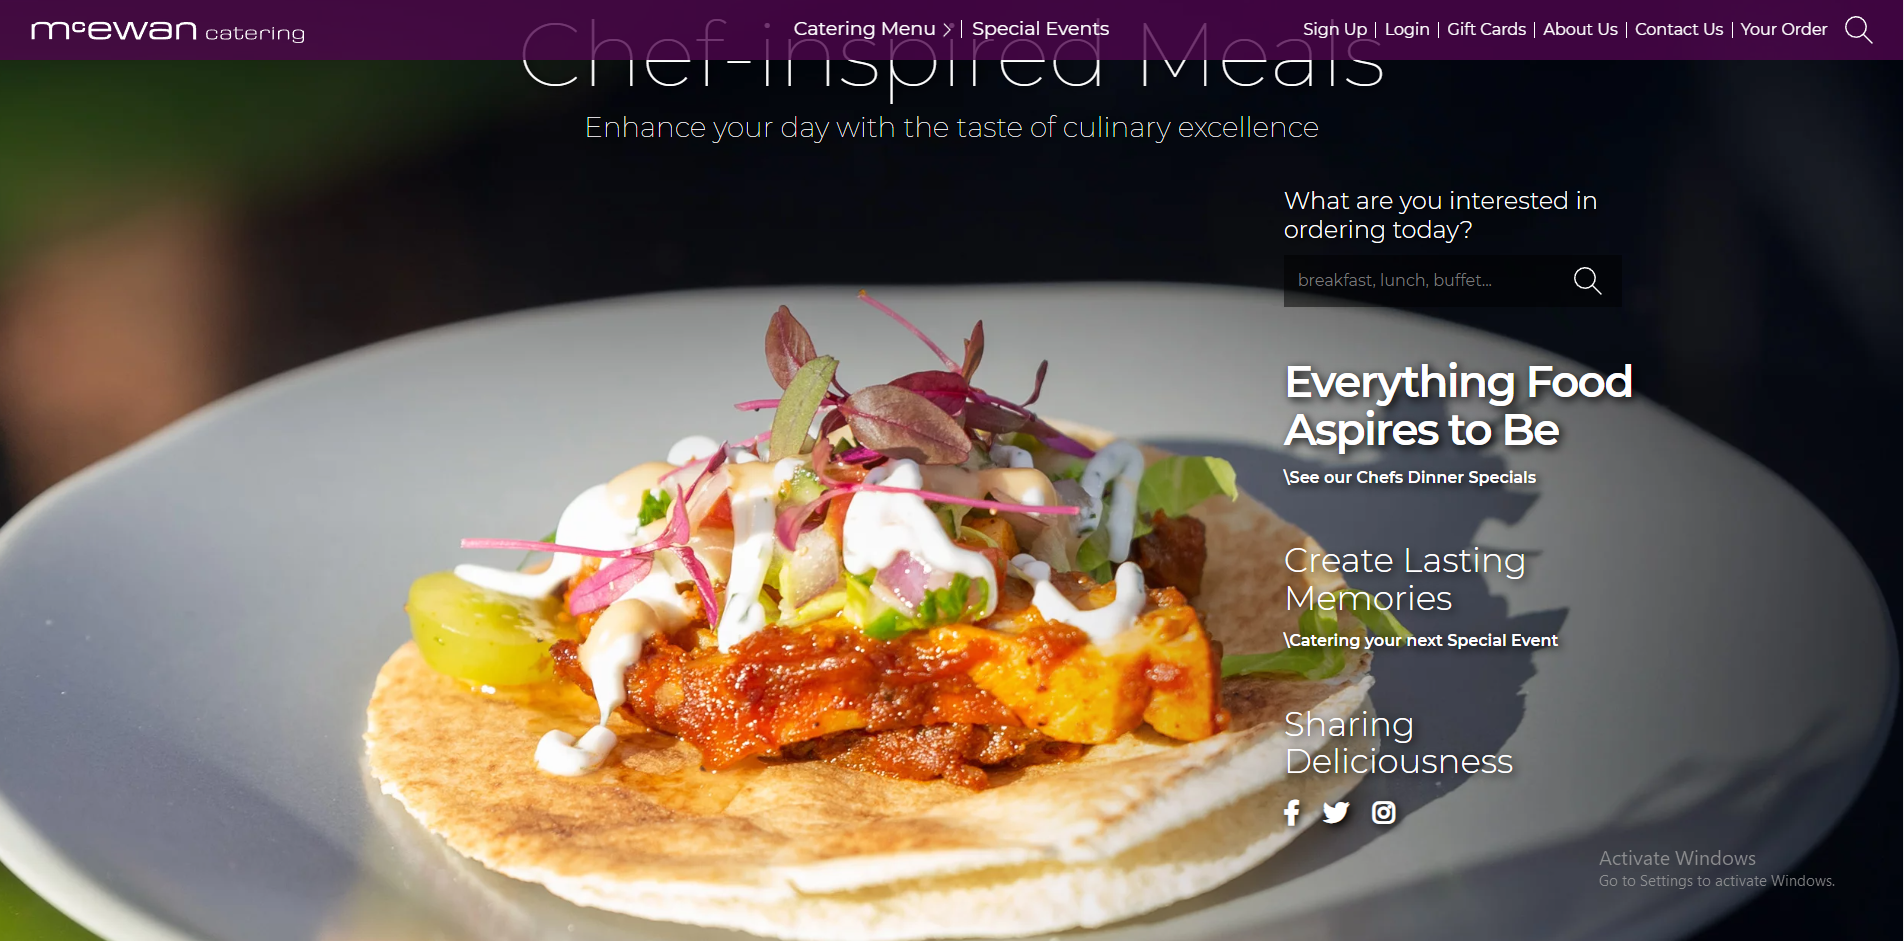 mcewan catering
Catering Menu
Special Events
Sign Up
Login
Gift Cards
About Us
Contact Us
Your Order
Chef-inspired Meals
Enhance your day with the taste of culinary excellence
What are you interested in
ordering today?
breakfast, lunch, buffet...
Everything Food
Aspires to Be
\See our Chefs Dinner Specials
Create Lasting
Memories
\Catering your next Special Event
Sharing
Deliciousness
Activate Windows
Go to Settings to activate Windows.